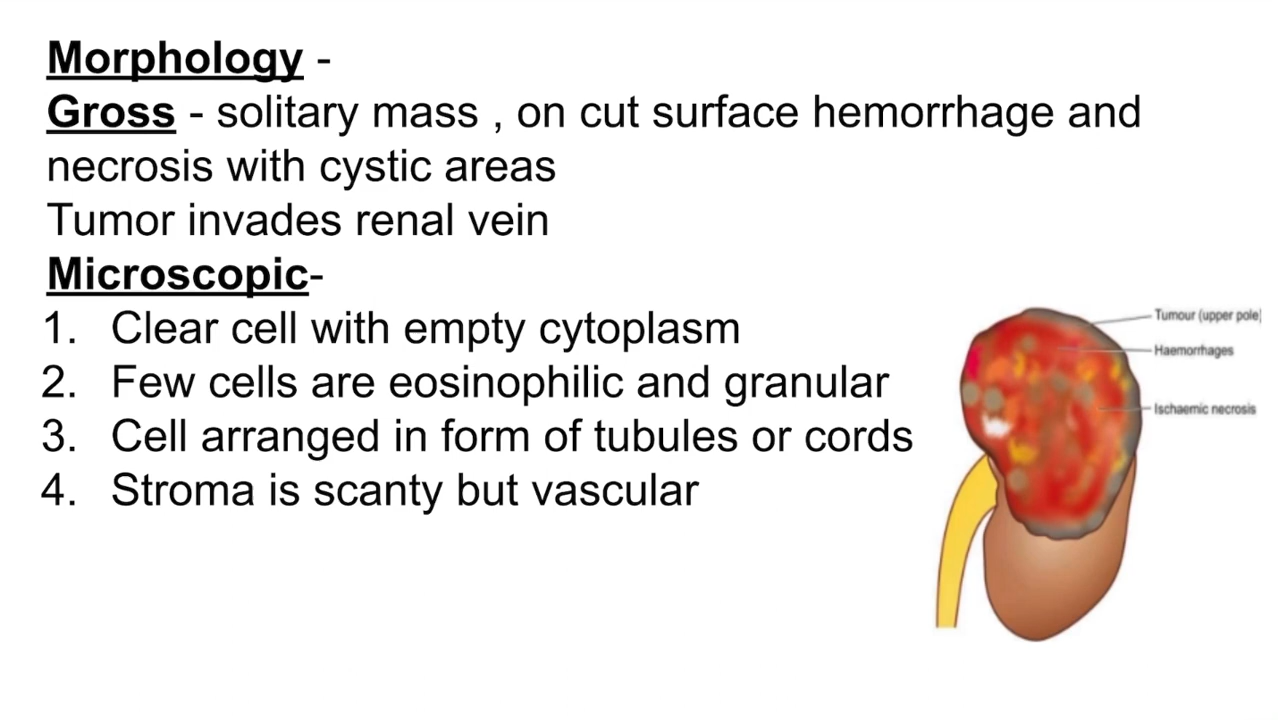 Morphology -
Gross - solitary mass , on cut surface hemorrhage and
necrosis with cystic areas
Tumor invades renal vein
Microscopic-
1. Clear cell with empty cytoplasm
2. Few cells are eosinophilic and granular
3. Cell arranged in form of tubules or cords
4. Stroma is scanty but vascular
Tumour (upper pole)
Haemorrhages
Ischaemic necrosis